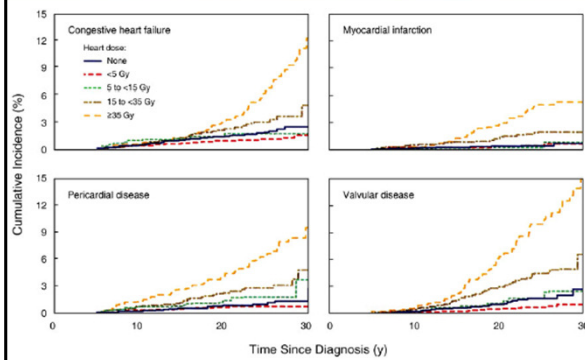 Congestive heart failure
Heart dose:
None
<5 Gy
5 to <15 Gy
15 to <35 Gy
≥35 Gy
Myocardial infarction
Pericardial disease
Valvular disease
15
12
9
6
3
0
15
12
9
6
3
0
0
10
20
30
0
10
20
30
Cumulative Incidence (%)
Time Since Diagnosis (y)